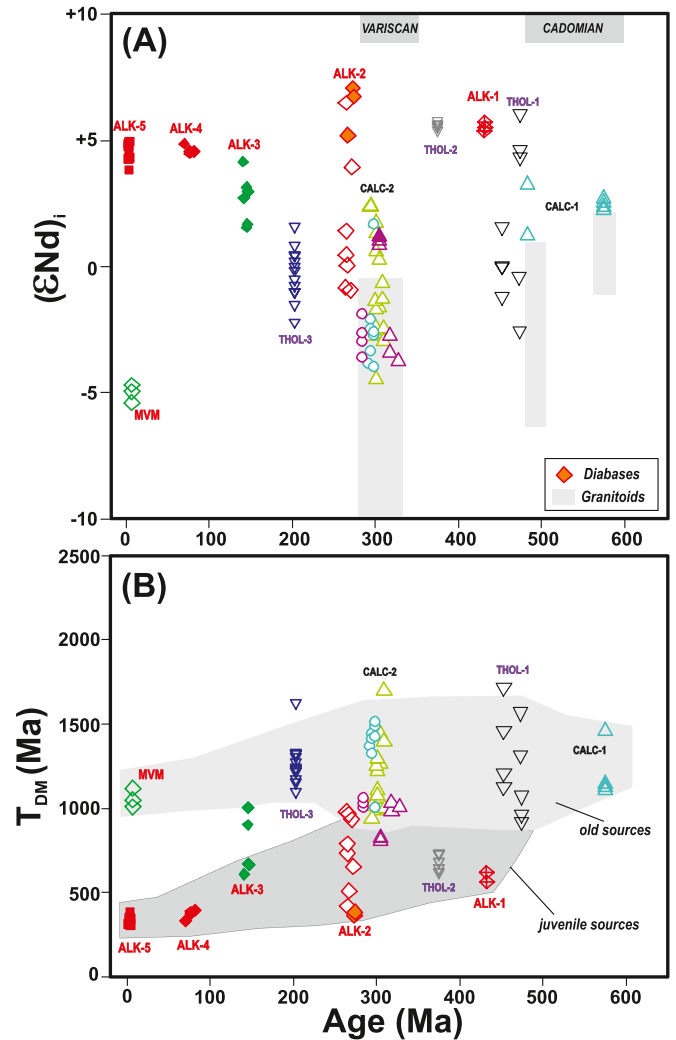 (A)
VARISCAN
CADOMIAN
+10
+5
0
-5
-10
(εNd)i
ALK-5
ALK-4
ALK-3
ALK-2
ALK-1
THOL-1
THOL-2
CALC-2
CALC-1
THOL-3
MVM
Diabases
Granitoids
0 100 200 300 400 500 600
Age (Ma)
(B)
2500
2000
1500
1000
500
0
TDM (Ma)
MVM
THOL-3
CALC-2
THOL-1
CALC-1
old sources
ALK-3
THOL-2
ALK-1
juvenile sources
ALK-5
ALK-4
ALK-2
0 100 200 300 400 500 600
Age (Ma)